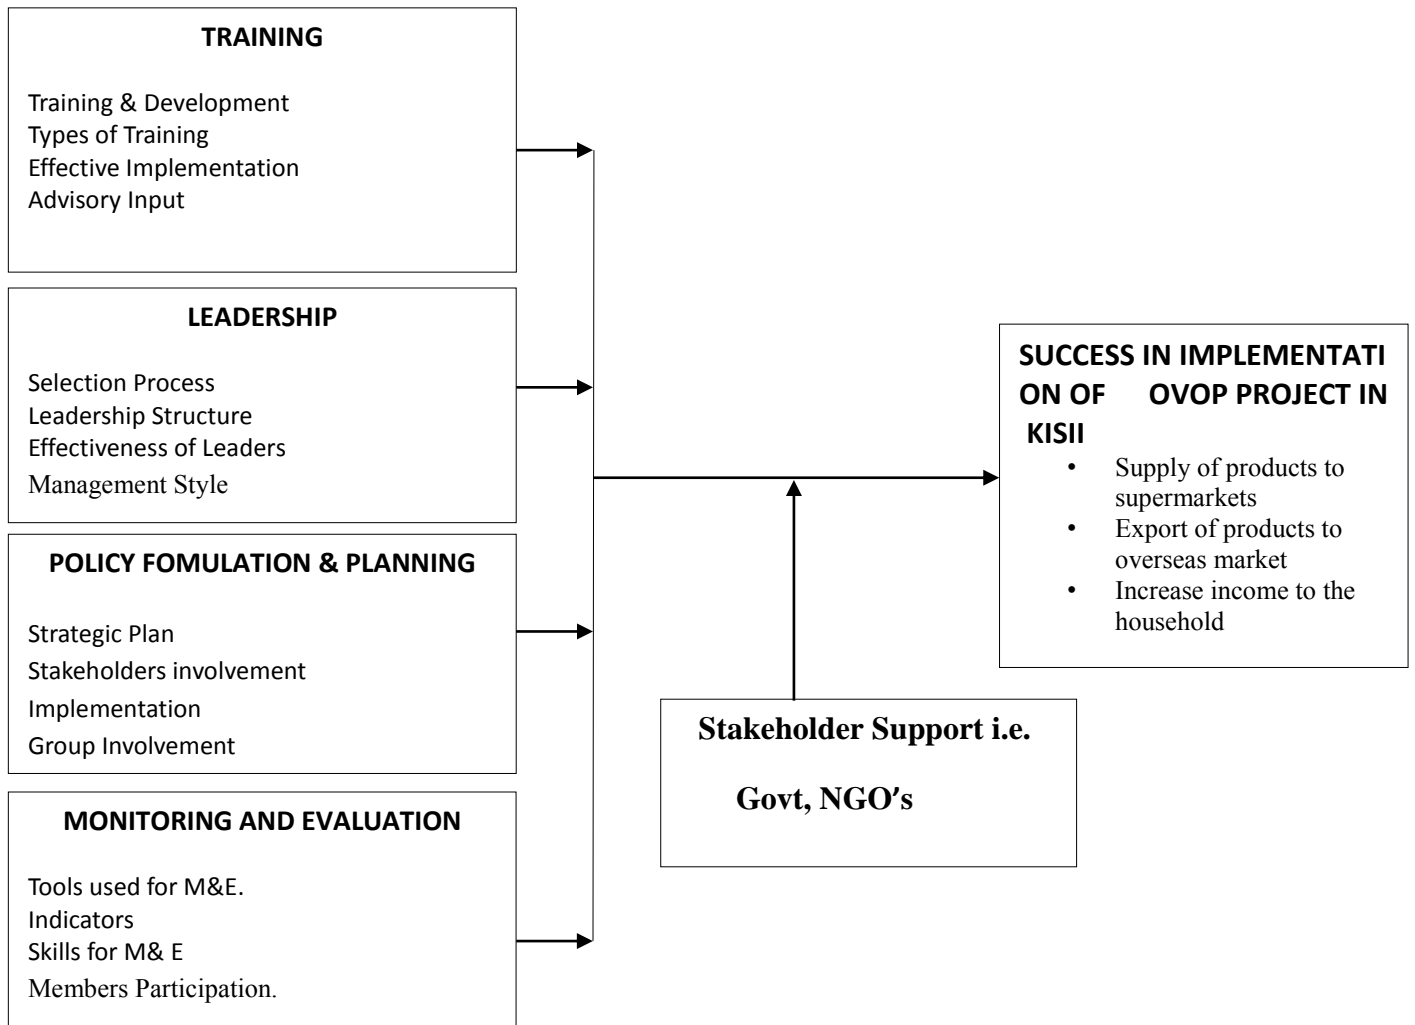 TRAINING
Training & Development
Types of Training
Effective Implementation
Advisory Input
LEADERSHIP
Selection Process
Leadership Structure
Effectiveness of Leaders
Management Style
POLICY FOMULATION & PLANNING
Strategic Plan
Stakeholders involvement
Implementation
Group Involvement
MONITORING AND EVALUATION
Tools used for M&E.
Indicators
Skills for M& E
Members Participation.
Stakeholder Support i.e.
Govt, NGO’s
SUCCESS IN IMPLEMENTATI
ON OF OVOP PROJECT IN
KISII
• Supply of products to
supermarkets
• Export of products to
overseas market
• Increase income to the
household